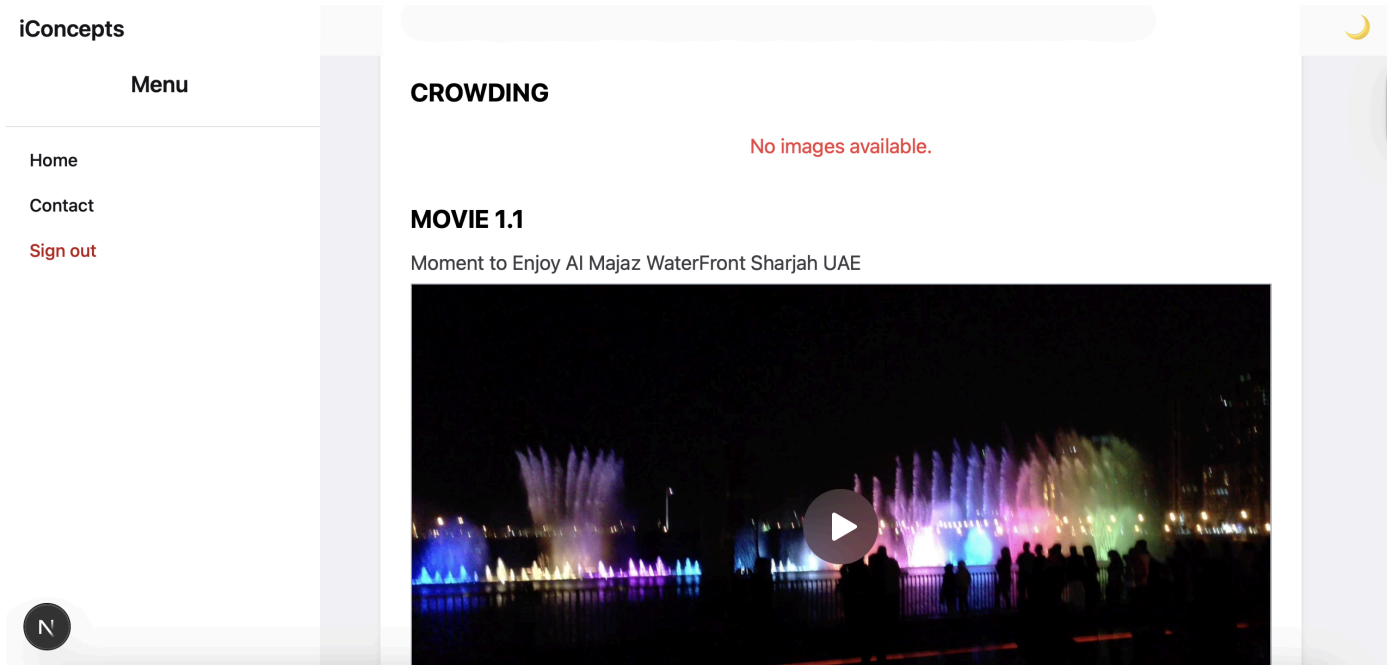 iConcepts
Menu
Home
Contact
Sign out
CROWDING
No images available.
MOVIE 1.1
Moment to Enjoy Al Majaz WaterFront Sharjah UAE
N